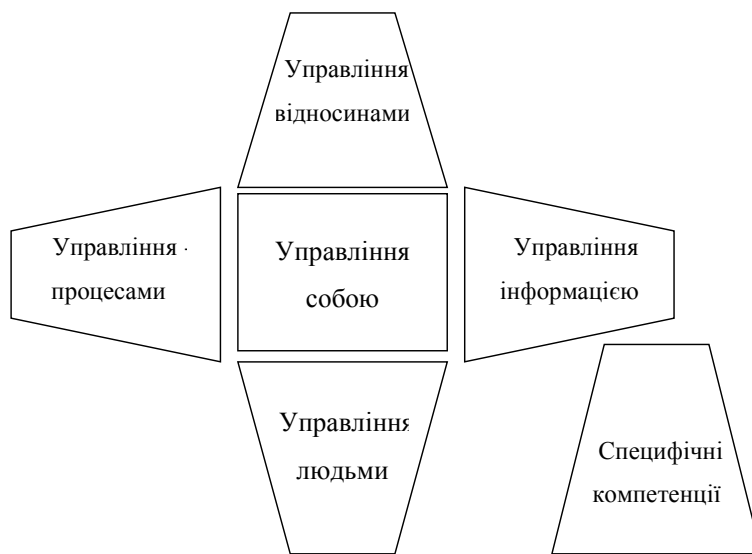 Управління
відносинами
Управління
процесами
Управління
собою
Управління
інформацією
Управління
людьми
Специфічні
компетенції